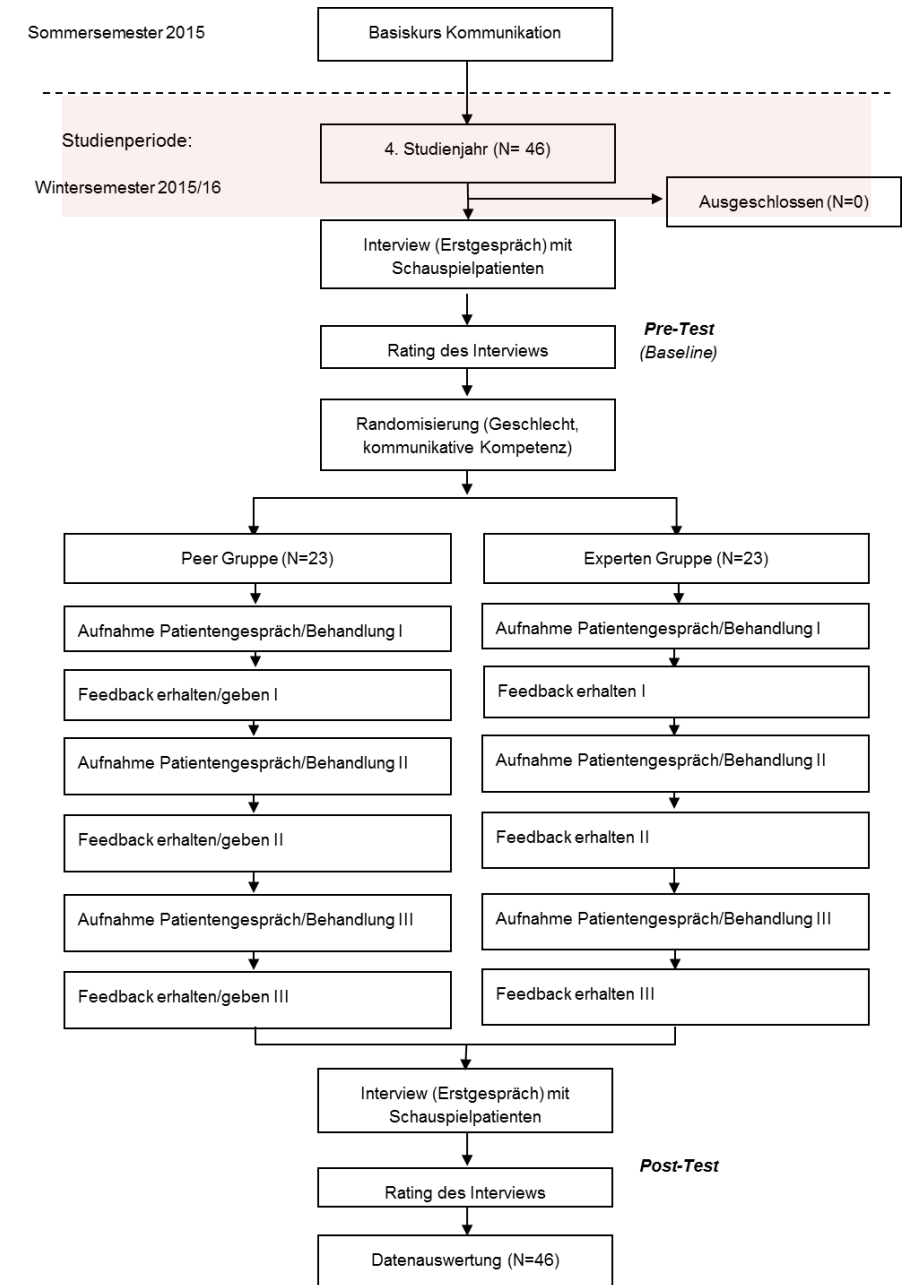 Sommersemester 2015
Basiskurs Kommunikation
Studienperiode:
4. Studienjahr (N= 46)
Wintersemester 2015/16
Ausgeschlossen (N=0)
Interview (Erstgespräch) mit
Schauspielpatienten
Pre-Test
(Baseline)
Rating des Interviews
Randomisierung (Geschlecht,
kommunikative Kompetenz)
Peer Gruppe (N=23)
Experten Gruppe (N=23)
Aufnahme Patientengespräch/Behandlung I
Aufnahme Patientengespräch/Behandlung I
Feedback erhalten/geben I
Feedback erhalten I
Aufnahme Patientengespräch/Behandlung II
Aufnahme Patientengespräch/Behandlung II
Feedback erhalten/geben II
Feedback erhalten II
Aufnahme Patientengespräch/Behandlung III
Aufnahme Patientengespräch/Behandlung III
Feedback erhalten/geben III
Feedback erhalten III
Interview (Erstgespräch) mit
Schauspielpatienten
Post-Test
Rating des Interviews
Datenauswertung (N=46)